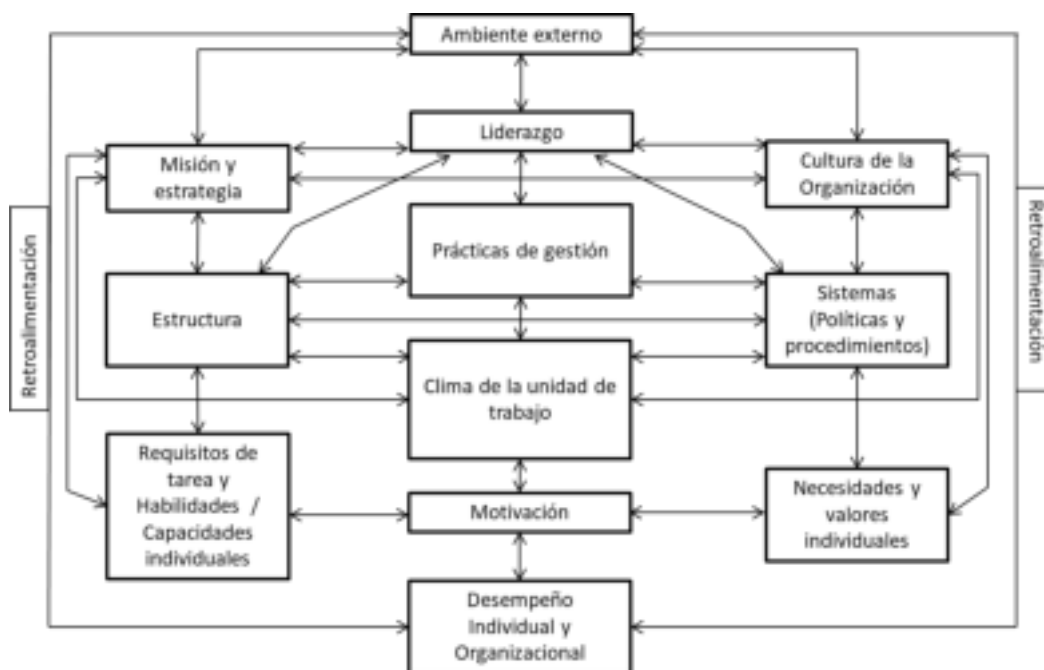 Ambiente externo
Liderazgo
Misión y
estrategia
Cultura de la
Organización
Prácticas de gestión
Estructura
Sistemas
(Políticas y
procedimientos)
Retroalimentación
Retroalimentación
Clima de la unidad de
trabajo
Requisitos de
tarea y
Habilidades /
Capacidades
individuales
Motivación
Necesidades y
valores
individuales
Desempeño
Individual y
Organizacional